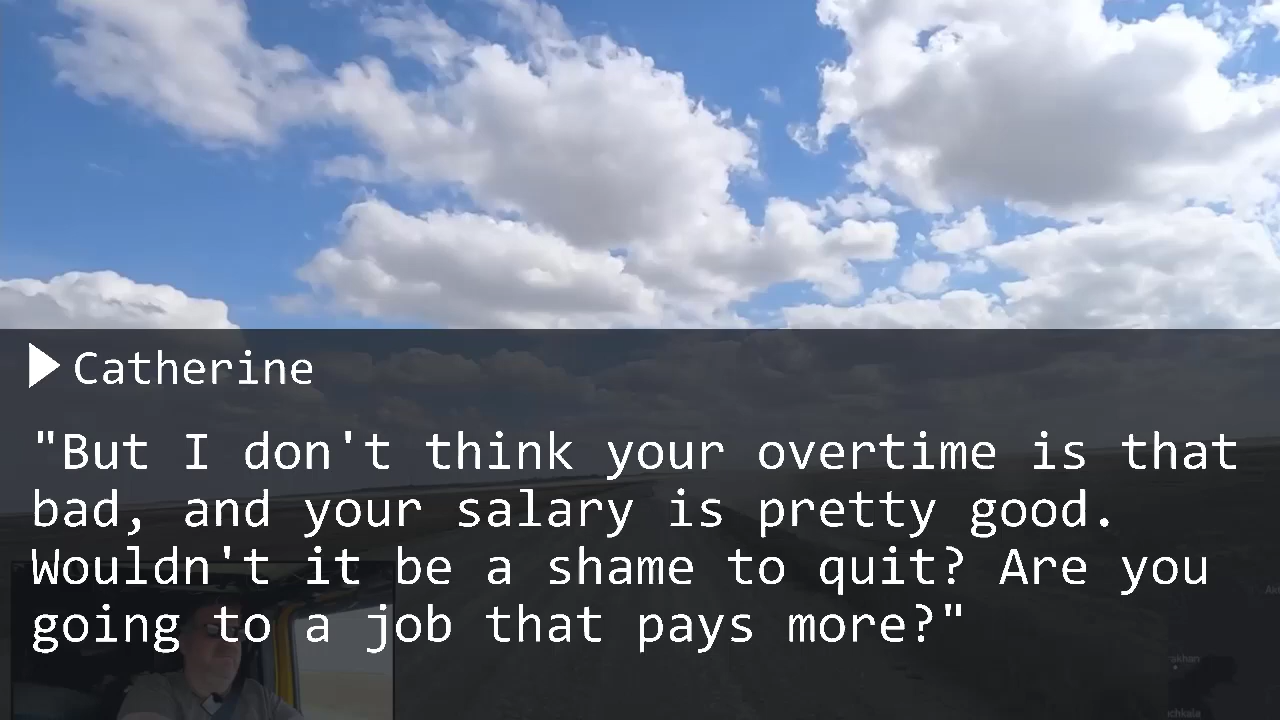 Catherine
"But I don't think your overtime is that
bad, and your salary is pretty good.
Wouldn't it be a shame to quit? Are you
going to a job that pays more?"